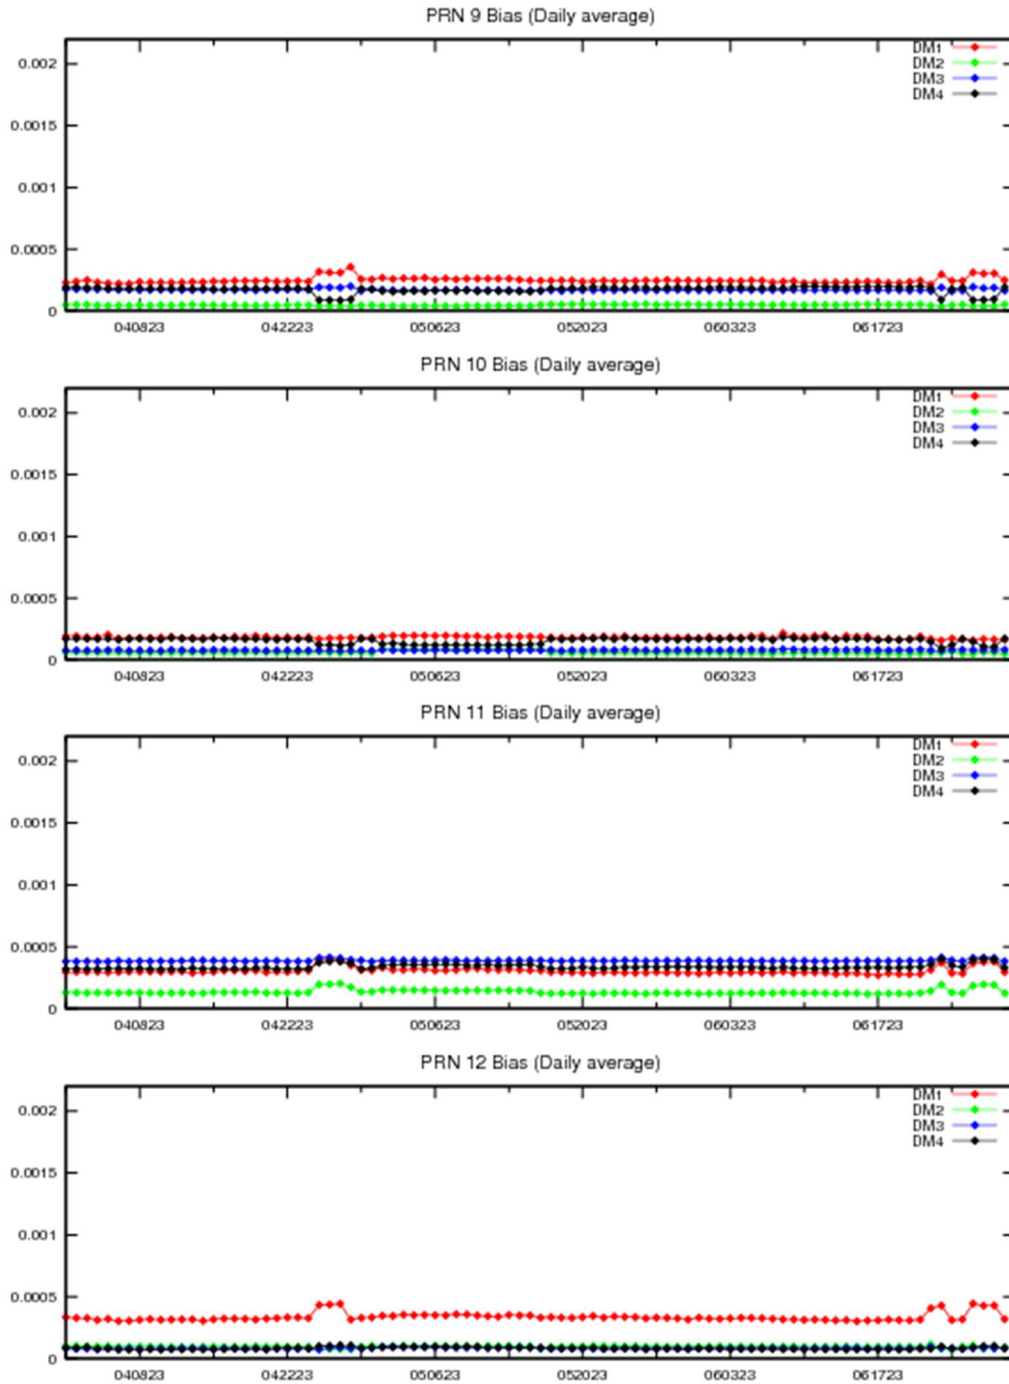 PRN 9 Bias (Daily average)
DM1
DM2
DM3
DM4
0.002
0.0015
0.001
0.0005
0
040823 042223 050623 052023 060323 061723
PRN 10 Bias (Daily average)
DM1
DM2
DM3
DM4
0.002
0.0015
0.001
0.0005
0
040823 042223 050623 052023 060323 061723
PRN 11 Bias (Daily average)
DM1
DM2
DM3
DM4
0.002
0.0015
0.001
0.0005
0
040823 042223 050623 052023 060323 061723
PRN 12 Bias (Daily average)
DM1
DM2
DM3
DM4
0.002
0.0015
0.001
0.0005
0
040823 042223 050623 052023 060323 061723